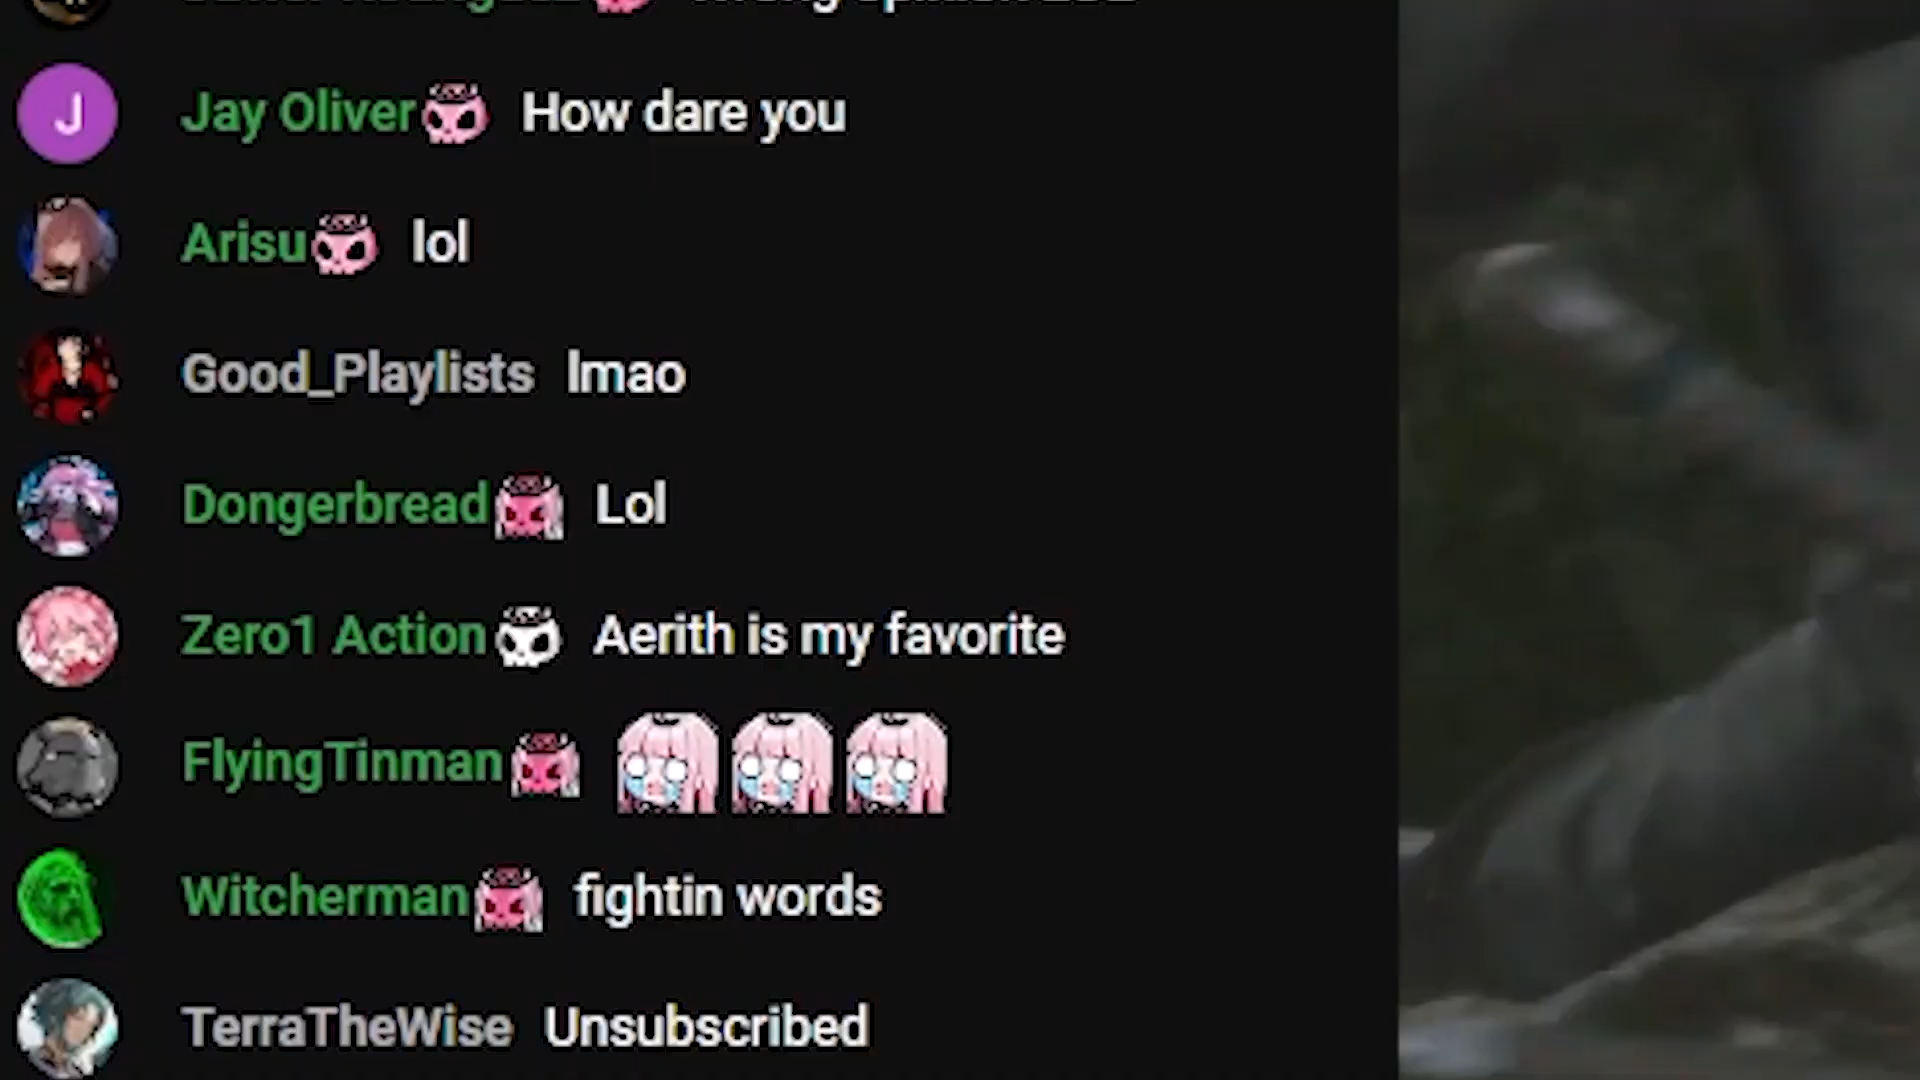 J Jay Oliver How dare you
Arisu lol
Good_Playlists lmao
Dongerbread Lol
Zero1 Action Aerith is my favorite
FlyingTinman
Witcherman fightin words
TerraTheWise Unsubscribed